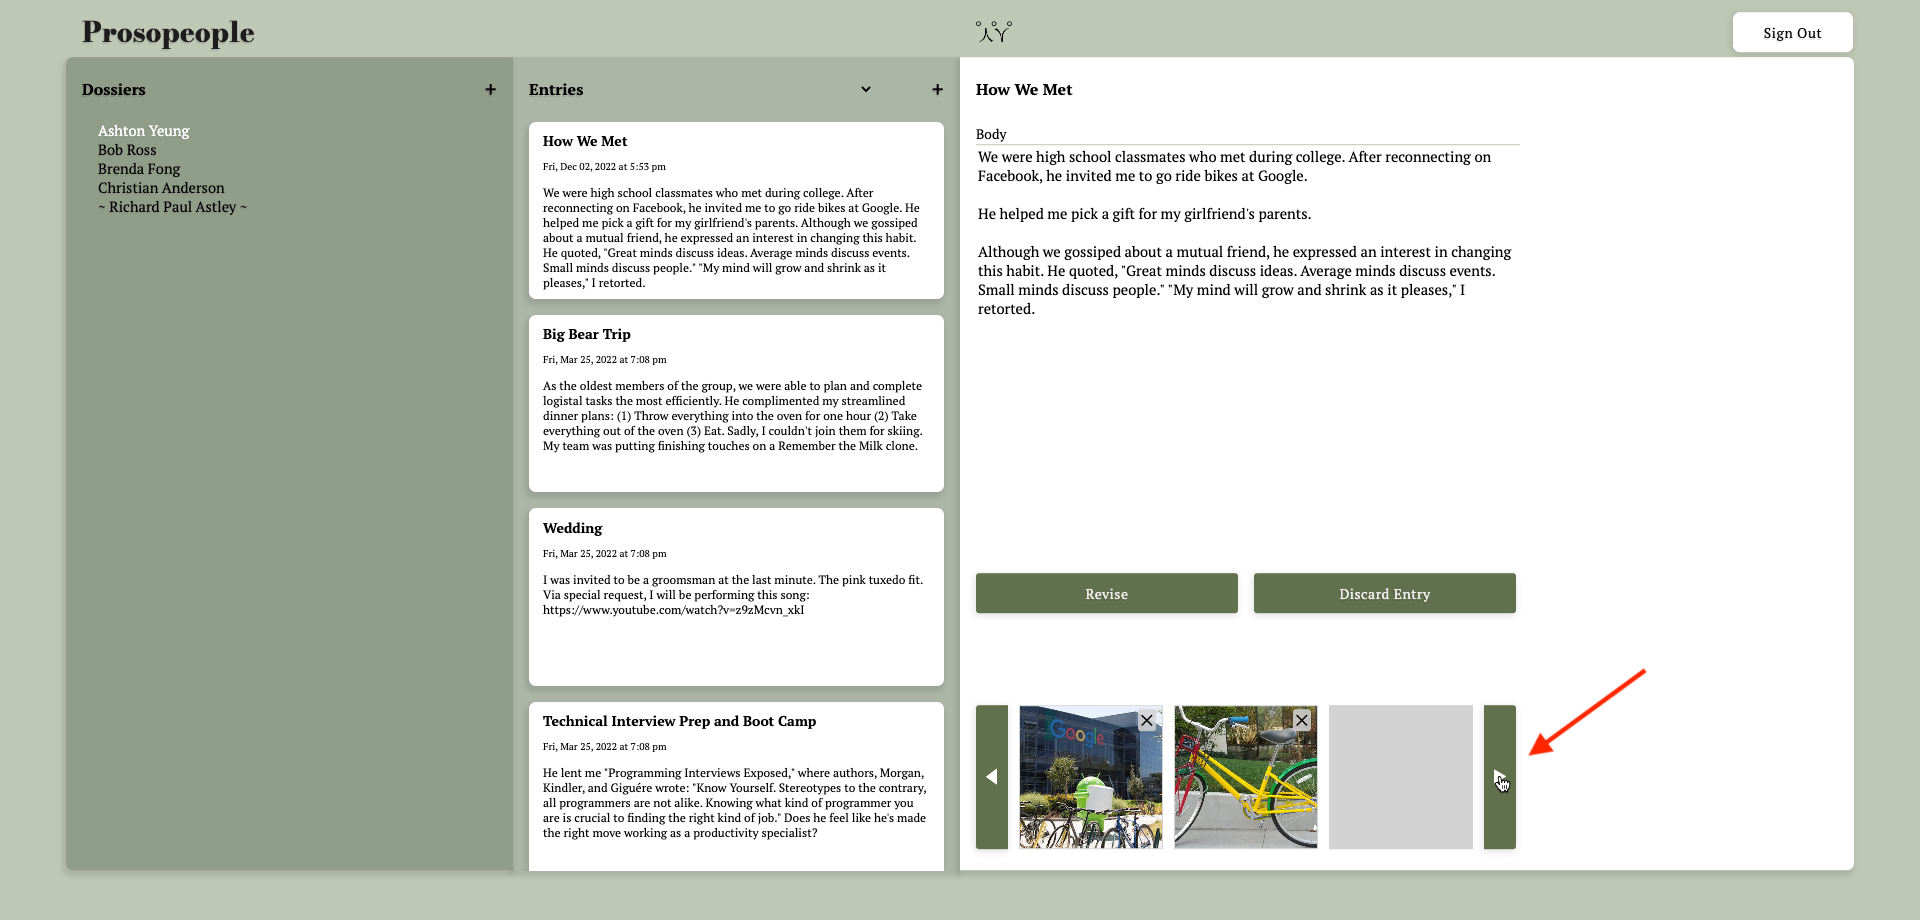 Prosopeople
Sign Out
Dossiers
+
Ashton Yeung
Bob Ross
Brenda Fong
Christian Anderson
~ Richard Paul Astley ~
Entries
+
How We Met
Fri, Dec 02, 2022 at 5:53 pm
We were high school classmates who met during college. After
reconnecting on Facebook, he invited me to go ride bikes at Google. He
helped me pick a gift for my girlfriend's parents. Although we gossiped
about a mutual friend, he expressed an interest in changing this habit.
He quoted, "Great minds discuss ideas. Average minds discuss events.
Small minds discuss people." "My mind will grow and shrink as it
pleases," I retorted.
Big Bear Trip
Fri, Mar 25, 2022 at 7:08 pm
As the oldest members of the group, we were able to plan and complete
logistal tasks the most efficiently. He complimented my streamlined
dinner plans: (1) Throw everything into the oven for one hour (2) Take
everything out of the oven (3) Eat. Sadly, I couldn't join them for skiing.
My team was putting finishing touches on a Remember the Milk clone.
Wedding
Fri, Mar 25, 2022 at 7:08 pm
I was invited to be a groomsman at the last minute. The pink tuxedo fit.
Via special request, I will be performing this song:
https://www.youtube.com/watch?v=z9zMcvn_xkI
Technical Interview Prep and Boot Camp
Fri, Mar 25, 2022 at 7:08 pm
He lent me "Programming Interviews Exposed," where authors, Morgan,
Kindler, and Giguére wrote: "Know Yourself. Stereotypes to the contrary,
all programmers are not alike. Knowing what kind of programmer you
are is crucial to finding the right kind of job." Does he feel like he's made
the right move working as a productivity specialist?
How We Met
Body
We were high school classmates who met during college. After reconnecting on
Facebook, he invited me to go ride bikes at Google.
He helped me pick a gift for my girlfriend's parents.
Although we gossiped about a mutual friend, he expressed an interest in changing
this habit. He quoted, "Great minds discuss ideas. Average minds discuss events.
Small minds discuss people." "My mind will grow and shrink as it pleases," I
retorted.
Revise
Discard Entry
Google